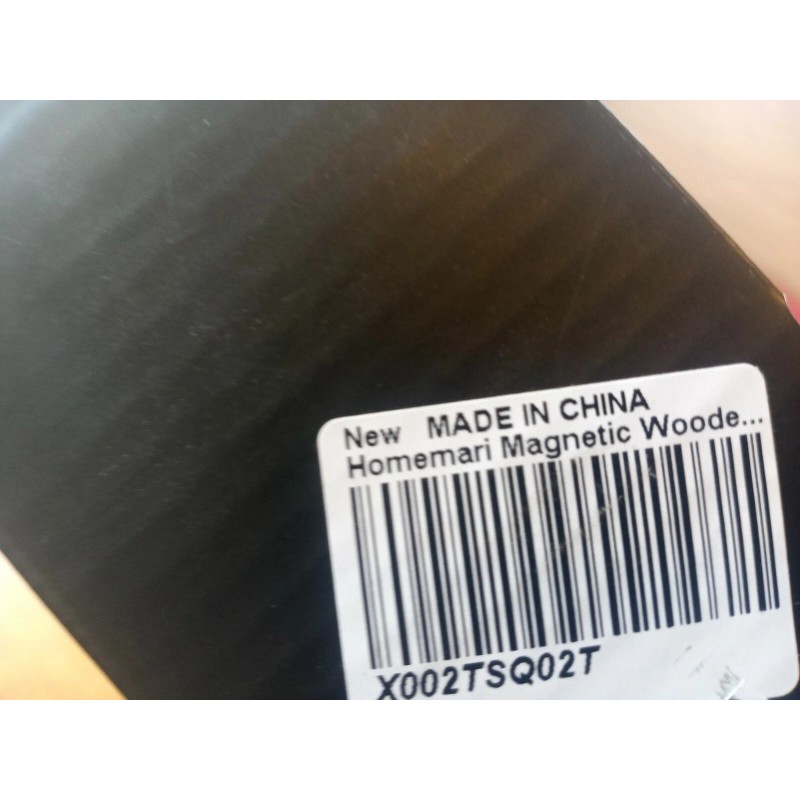 New MADE IN CHINA
Homemari Magnetic Woode...
X002TSQ02T